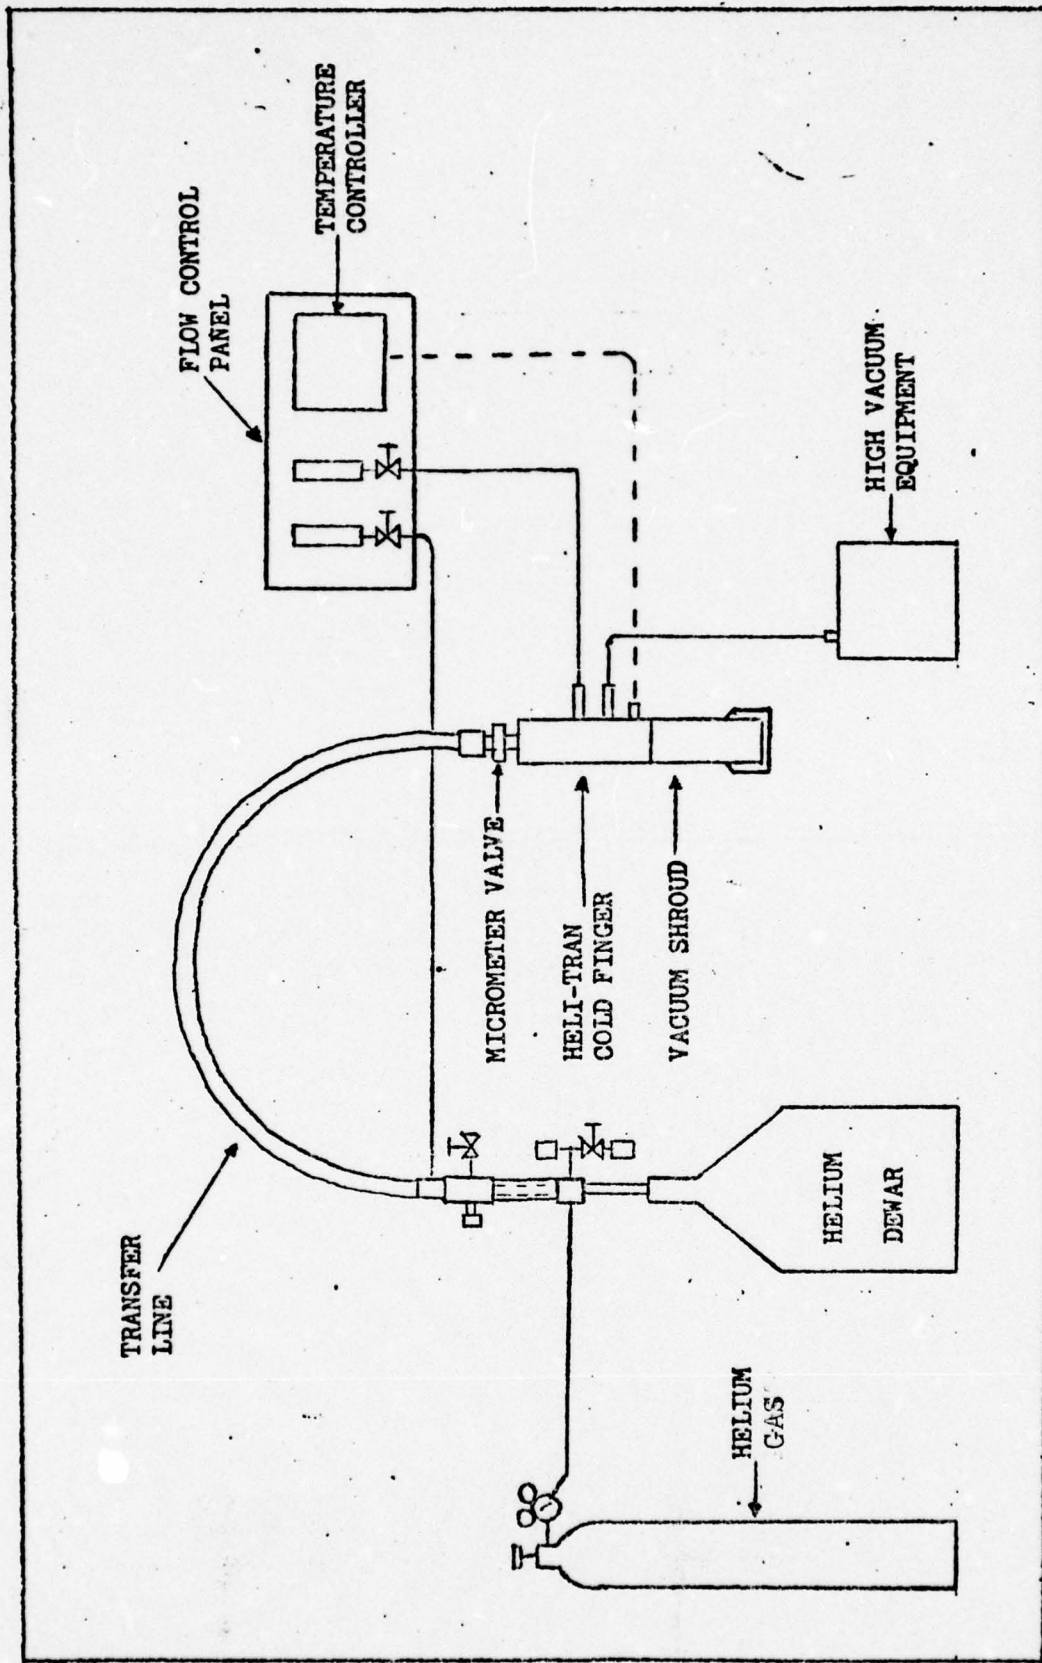 FLOW CONTROL
PANEL
TEMPERATURE
CONTROLLER
TRANSFER
LINE
MICROMETER VALVE
HELI-TRAN
COLD FINGER
VACUUM SHROUD
HIGH VACUUM
EQUIPMENT
HELIUM
DEWAR
HELIUM
GAS